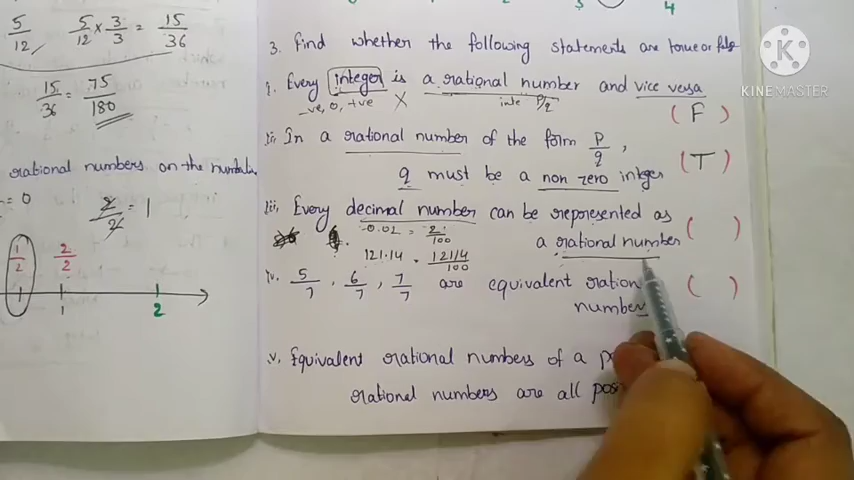 5/12, 5/12 × 3/3 = 15/36
15/36 = 75/180
rational numbers on the
= 0
2/2 = 1
1/2 2/2
1 2
4
3. Find whether the following statements are true or false
i. Every integer is a rational number and vice versa
-ve, 0, +ve X inte P/q
( F )
ii. In a rational number of the form P/q,
q must be a non zero integer ( T )
iii. Every decimal number can be represented as
-0.02 = 2/100
a rational number ( )
121.14 = 12114/100
iv. 5/7, 6/7, 7/7 are equivalent ration ( )
number
v. Equivalent rational numbers of a
rational numbers are all
KINEMASTER